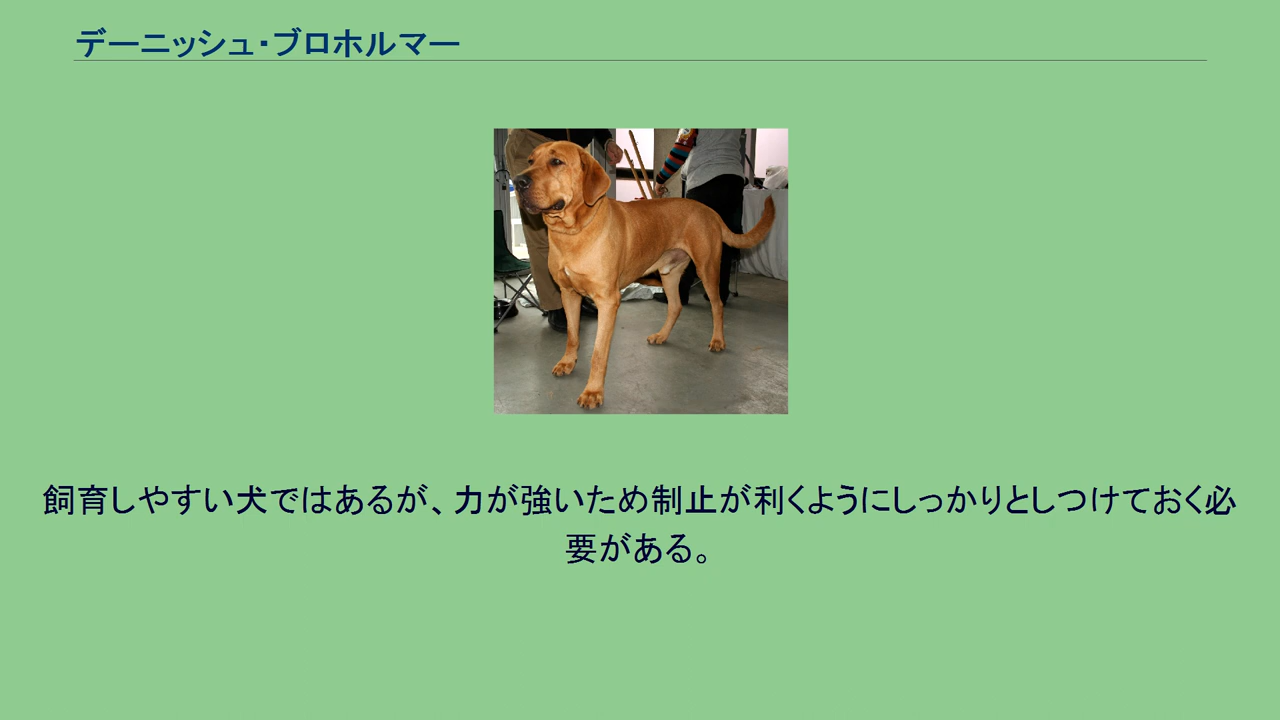 デーニッシュ・ブロホルマー
飼育しやすい犬ではあるが、力が強いため制止が利くようにしっかりとしつけておく必
要がある。